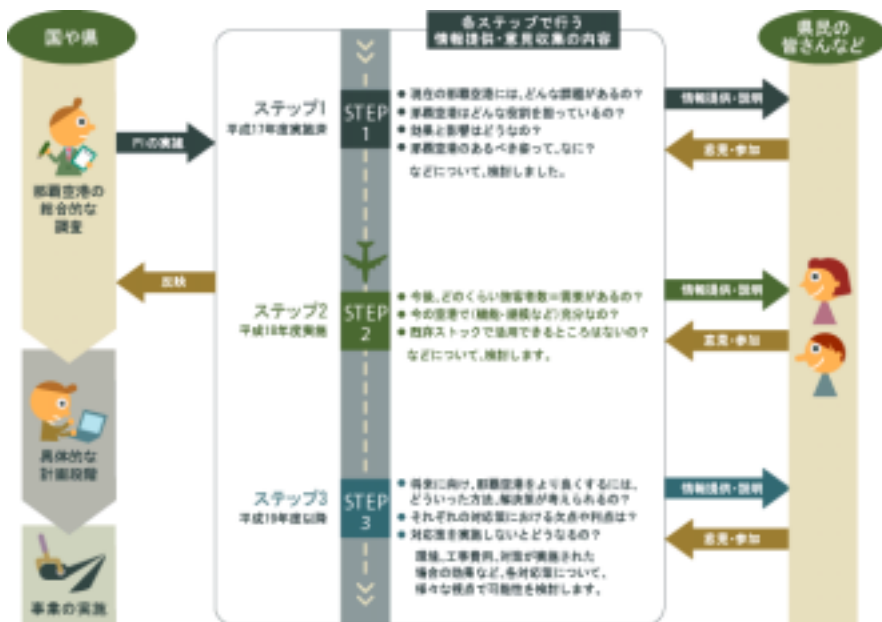 国や県
各ステップで行う
情報提供・意見収集の内容
県民の
皆さんなど
ステップ1
平成17年度実施済
STEP
1
● 現在の那覇空港には、どんな課題があるの?
● 那覇空港はどんな役割を担っているの?
● 効果と影響はどうなの?
● 那覇空港のあるべき姿って、なに?
などについて、検討しました。
PIの実施
情報提供・説明
意見・参加
那覇空港の
総合的な
調査
反映
ステップ2
平成18年度実施
STEP
2
● 今後、どのくらい旅客者数=需要があるの?
● 今の空港で(機能・規模など)充分なの?
● 既存ストックで活用できるところはないの?
などについて、検討します。
情報提供・説明
意見・参加
具体的な
計画段階
ステップ3
平成19年度以降
STEP
3
● 将来に向け、那覇空港をより良くするには、
どういった方法、解決策が考えられるの?
● それぞれの対応策における欠点や利点は?
● 対応策を実施しないとどうなるの?
環境、工事費用、対策が実施された
場合の効果など、各対応策について、
様々な視点で可能性を検討します。
情報提供・説明
意見・参加
事業の実施